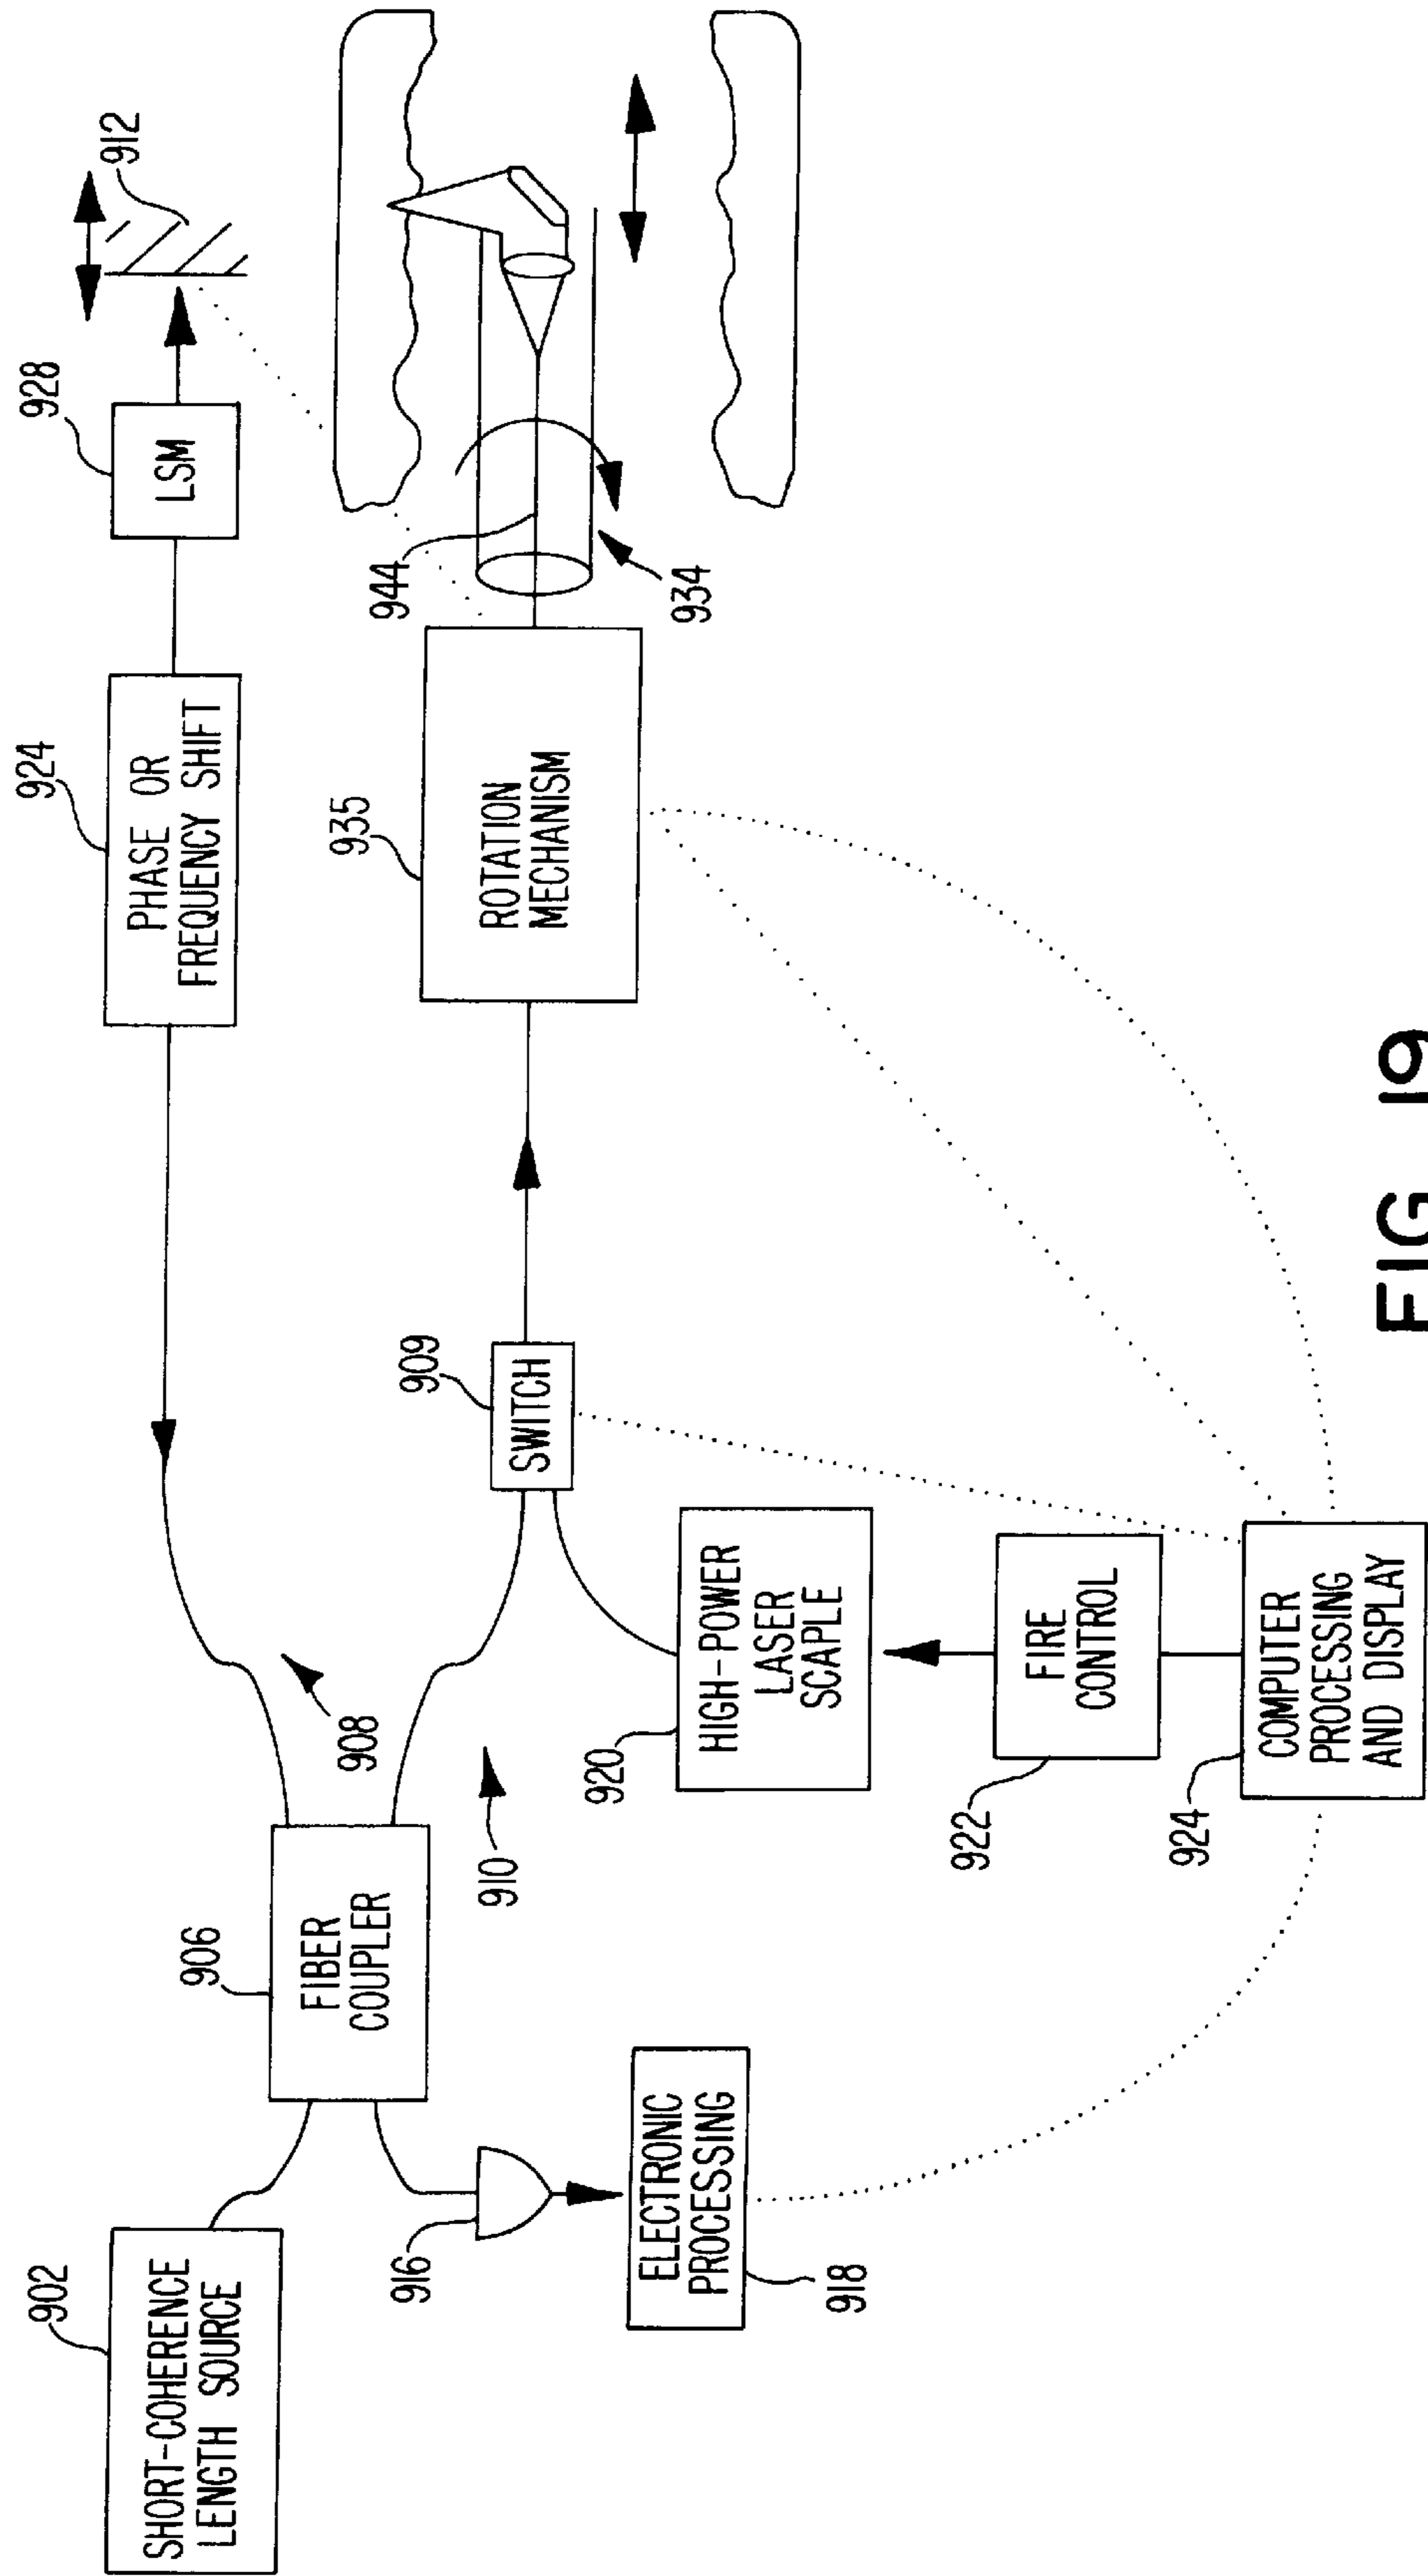 902
SHORT-COHERENCE
LENGTH SOURCE
906
FIBER
COUPLER
908
910
916
ELECTRONIC
PROCESSING
918
924
PHASE OR
FREQUENCY SHIFT
928
LSM
912
909
SWITCH
935
ROTATION
MECHANISM
944
934
920
HIGH-POWER
LASER
SCAPLE
922
FIRE
CONTROL
924
COMPUTER
PROCESSING
AND DISPLAY
FIG 19